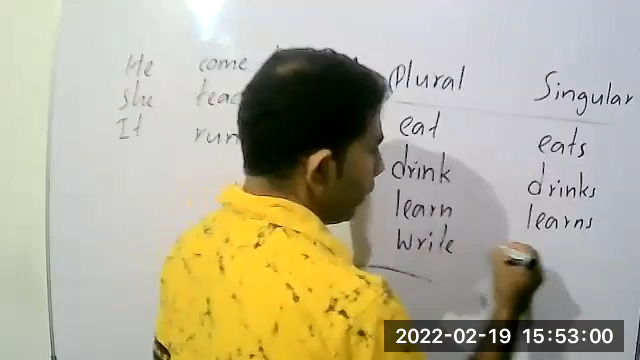 He come Plural Singular
She
It run
eat eats
drink drinks
learn learns
write
2022-02-19 15:53:00